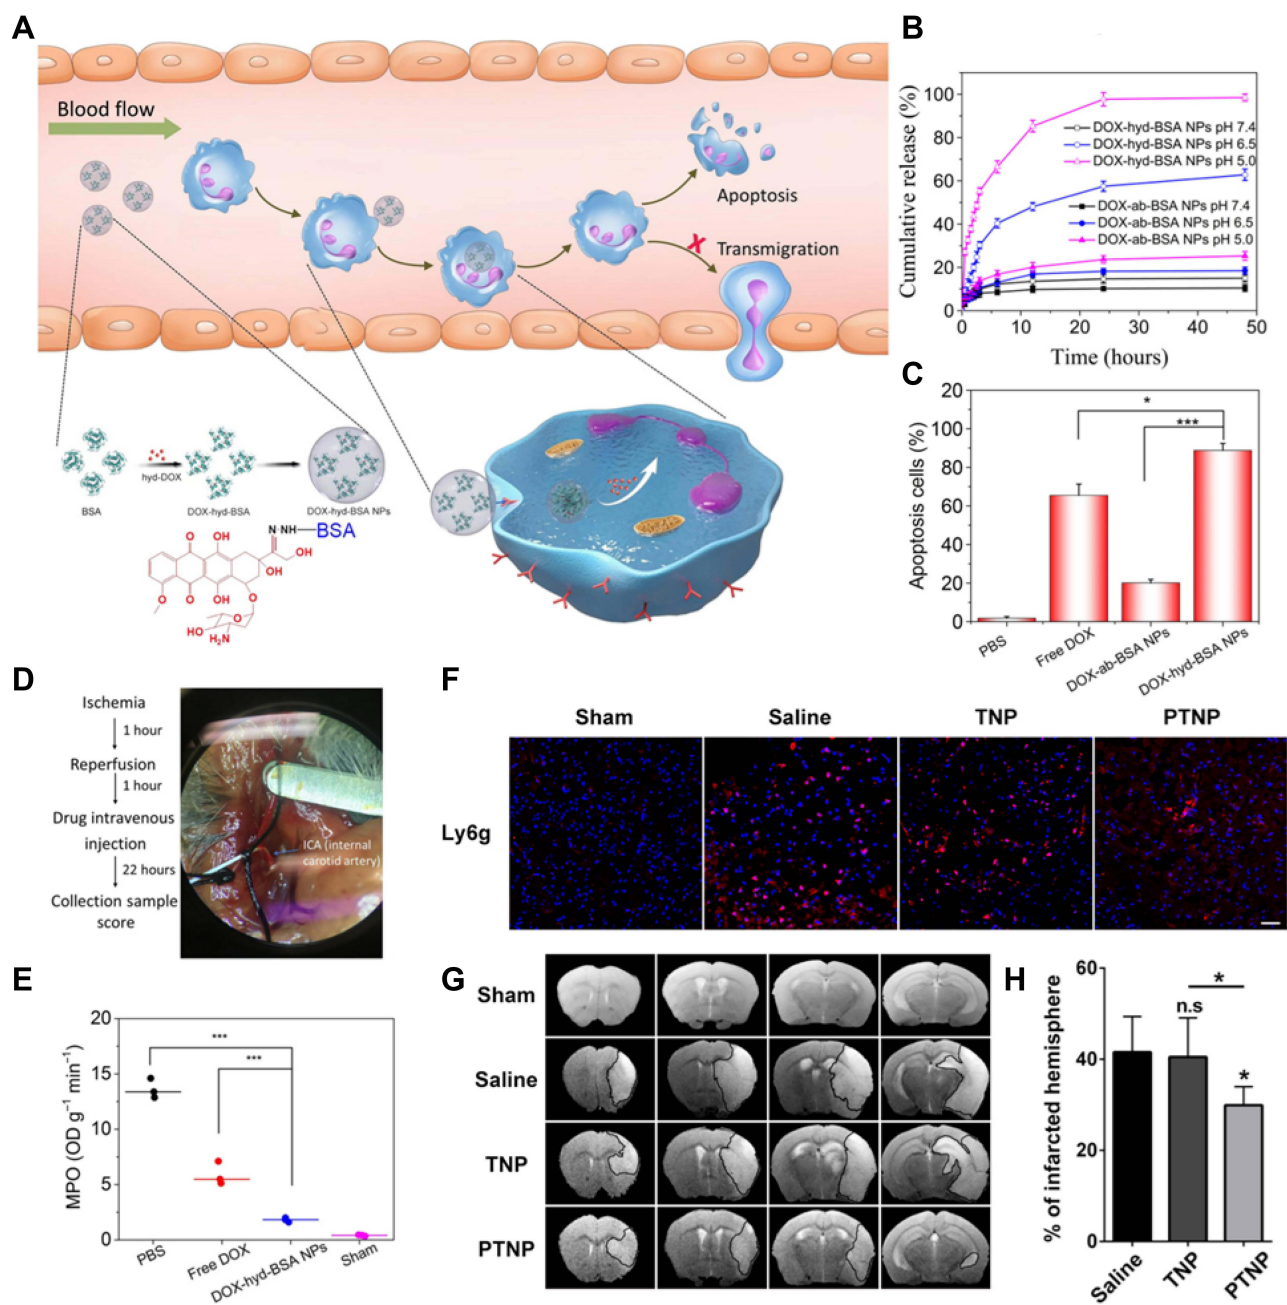 A
Blood flow
Apoptosis
Transmigration
hyd-DOX
BSA
DOX-hyd-BSA
DOX-hyd-BSA NPs
N NH BSA
O OH
OH
OH
O
O
O OH
O
HO
H₂N
B
Cumulative release (%)
100
80
60
40
20
0
DOX-hyd-BSA NPs pH 7.4
DOX-hyd-BSA NPs pH 6.5
DOX-hyd-BSA NPs pH 5.0
DOX-ab-BSA NPs pH 7.4
DOX-ab-BSA NPs pH 6.5
DOX-ab-BSA NPs pH 5.0
0 10 20 30 40 50
Time (hours)
C
Apoptosis cells (%)
20
100
80
60
40
20
0
*
***
PBS
Free DOX
DOX-ab-BSA NPs
DOX-hyd-BSA NPs
D
Ischemia
1 hour
Reperfusion
1 hour
Drug intravenous
injection
22 hours
Collection sample
score
ICA (internal
carotid artery)
E
MPO (OD g⁻¹ min⁻¹)
20
15
10
5
0
***
***
PBS
Free DOX
DOX-hyd-BSA NPs
Sham
F
Sham Saline TNP PTNP
Ly6g
G
Sham
Saline
TNP
PTNP
H
% of infarcted hemisphere
60
40
20
0
*
n.s
*
Saline
TNP
PTNP